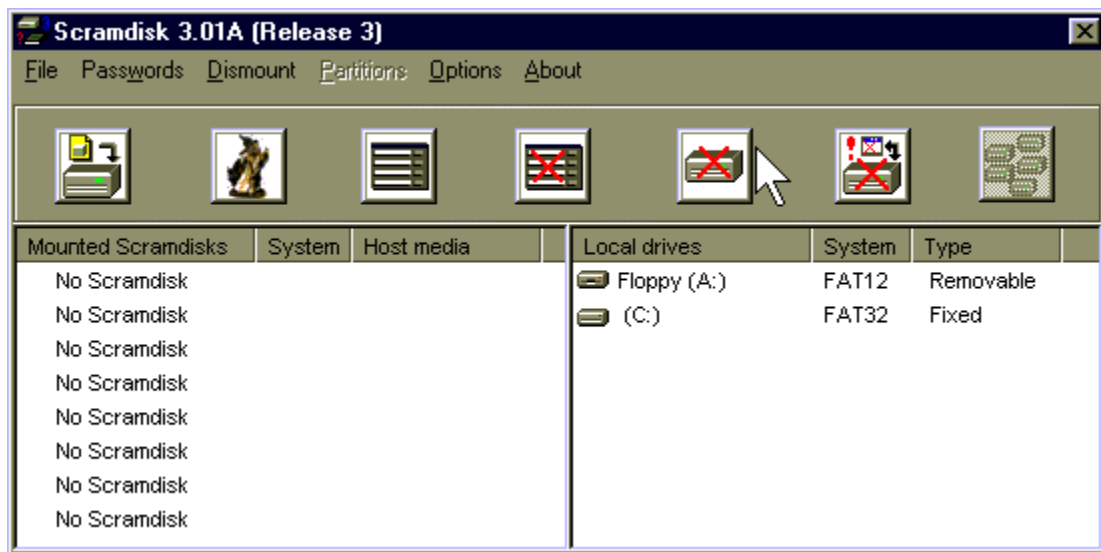 Scramdisk 3.01A (Release 3)
File Passwords Dismount Partitions Options About
Mounted Scramdisks System Host media Local drives System Type
No Scramdisk Floppy (A:) FAT12 Removable
No Scramdisk (C:) FAT32 Fixed
No Scramdisk
No Scramdisk
No Scramdisk
No Scramdisk
No Scramdisk
No Scramdisk